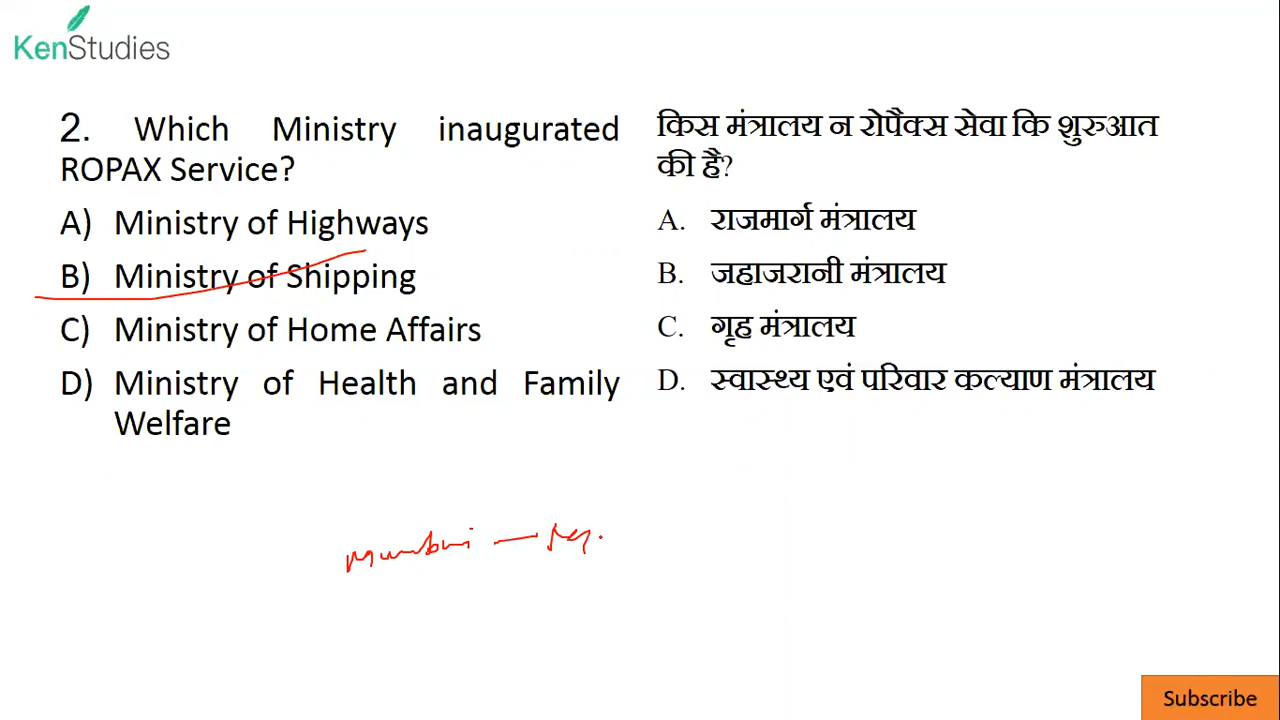 KenStudies
2. Which Ministry inaugurated
ROPAX Service?
A) Ministry of Highways
B) Ministry of Shipping
C) Ministry of Home Affairs
D) Ministry of Health and Family
Welfare
किस मंत्रालय न रोपैक्स सेवा कि शुरुआत
की है?
A. राजमार्ग मंत्रालय
B. जहाजरानी मंत्रालय
C. गृह मंत्रालय
D. स्वास्थ्य एवं परिवार कल्याण मंत्रालय
Mumbai —
Subscribe